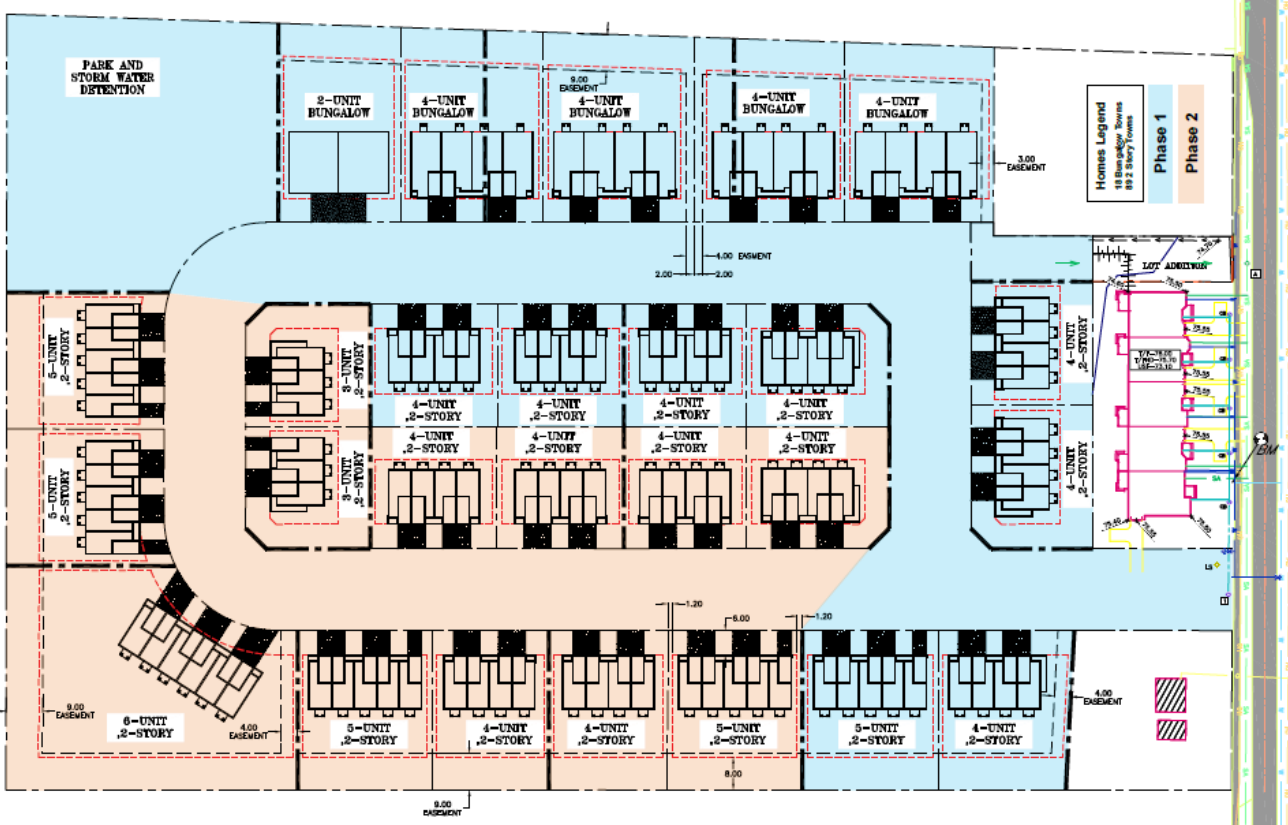 PARK AND
STORM WATER
DETENTION
2-UNIT
BUNGALOW
4-UNIT
BUNGALOW
4-UNIT
BUNGALOW
4-UNIT
BUNGALOW
4-UNIT
BUNGALOW
9.00
EASEMENT
3.00
EASEMENT
Homes Legend
18 Bungalow Towns
89 2 Story Towns
Phase 1
Phase 2
4.00 EASMENT
2.00
2.00
LOT ADDITION
5-UNIT
,2-STORY
5-UNIT
,2-STORY
3-UNIT
,2-STORY
3-UNIT
,2-STORY
4-UNIT
,2-STORY
4-UNIT
,2-STORY
4-UNIT
,2-STORY
4-UNIT
,2-STORY
4-UNIT
,2-STORY
4-UNIT
,2-STORY
4-UNIT
,2-STORY
4-UNIT
,2-STORY
4-UNIT
,2-STORY
4-UNIT
,2-STORY
BM
SA
LS
1.20
6.00
1.20
9.00
EASEMENT
6-UNIT
,2-STORY
4.00
EASEMENT
5-UNIT
,2-STORY
4-UNIT
,2-STORY
4-UNIT
,2-STORY
5-UNIT
,2-STORY
5-UNIT
,2-STORY
4-UNIT
,2-STORY
4.00
EASEMENT
8.00
9.00
EASEMENT